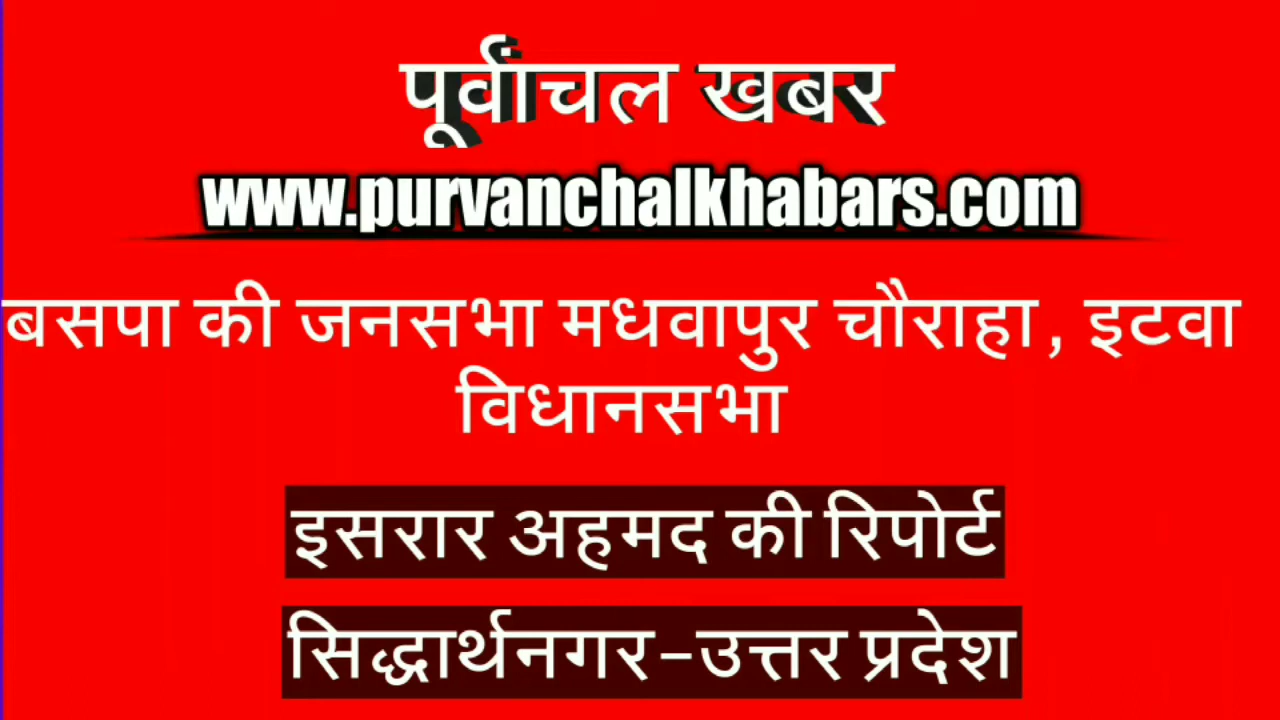 पूर्वांचल खबर
www.purvanchalkhabars.com
बसपा की जनसभा मधवापुर चौराहा, इटवा
विधानसभा
इसरार अहमद की रिपोर्ट
सिद्धार्थनगर-उत्तर प्रदेश